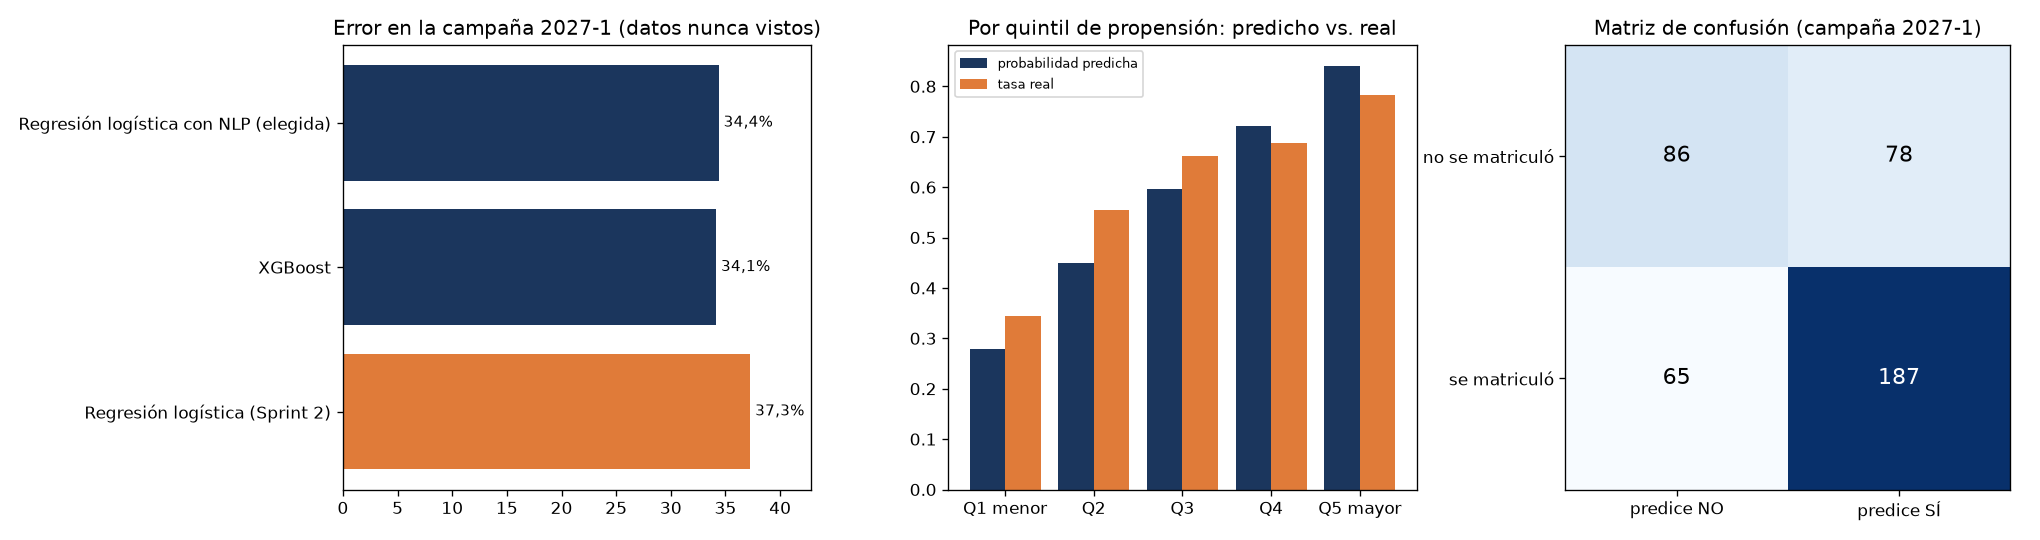 Error en la campaña 2027-1 (datos nunca vistos)
Regresión logística con NLP (elegida)
34,4%
XGBoost
34,1%
Regresión logística (Sprint 2)
37,3%
0 5 10 15 20 25 30 35 40
Por quintil de propensión: predicho vs. real
probabilidad predicha
tasa real
0.8
0.7
0.6
0.5
0.4
0.3
0.2
0.1
0.0
Q1 menor Q2 Q3 Q4 Q5 mayor
Matriz de confusión (campaña 2027-1)
no se matriculó
86 78
se matriculó
65 187
predice NO predice SÍ